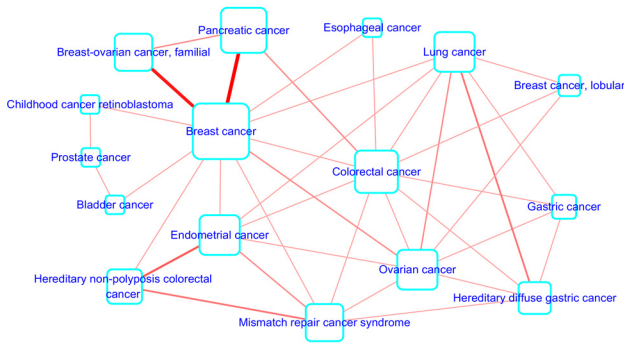 Esophageal cancer
Pancreatic cancer
Breast-ovarian cancer, familial
Lung cancer
Breast cancer, lobular
Childhood cancer retinoblastoma
Breast cancer
Prostate cancer
Colorectal cancer
Bladder cancer
Gastric cancer
Endometrial cancer
Ovarian cancer
Hereditary non-polyposis colorectal
cancer
Hereditary diffuse gastric cancer
Mismatch repair cancer syndrome